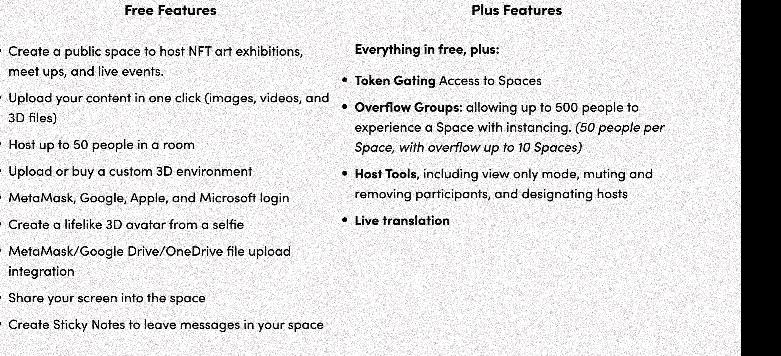 Free Features
Create a public space to host NFT art exhibitions,
meet ups, and live events.
Upload your content in one click (images, videos, and
3D files)
Host up to 50 people in a room
Upload or buy a custom 3D environment
MetaMask, Google, Apple, and Microsoft login
Create a lifelike 3D avatar from a selfie
MetaMask/Google Drive/OneDrive file upload
integration
Share your screen into the space
Create Sticky Notes to leave messages in your space
Plus Features
Everything in free, plus:
• Token Gating Access to Spaces
• Overflow Groups: allowing up to 500 people to
experience a Space with instancing. (50 people per
Space, with overflow up to 10 Spaces)
• Host Tools, including view only mode, muting and
removing participants, and designating hosts
• Live translation